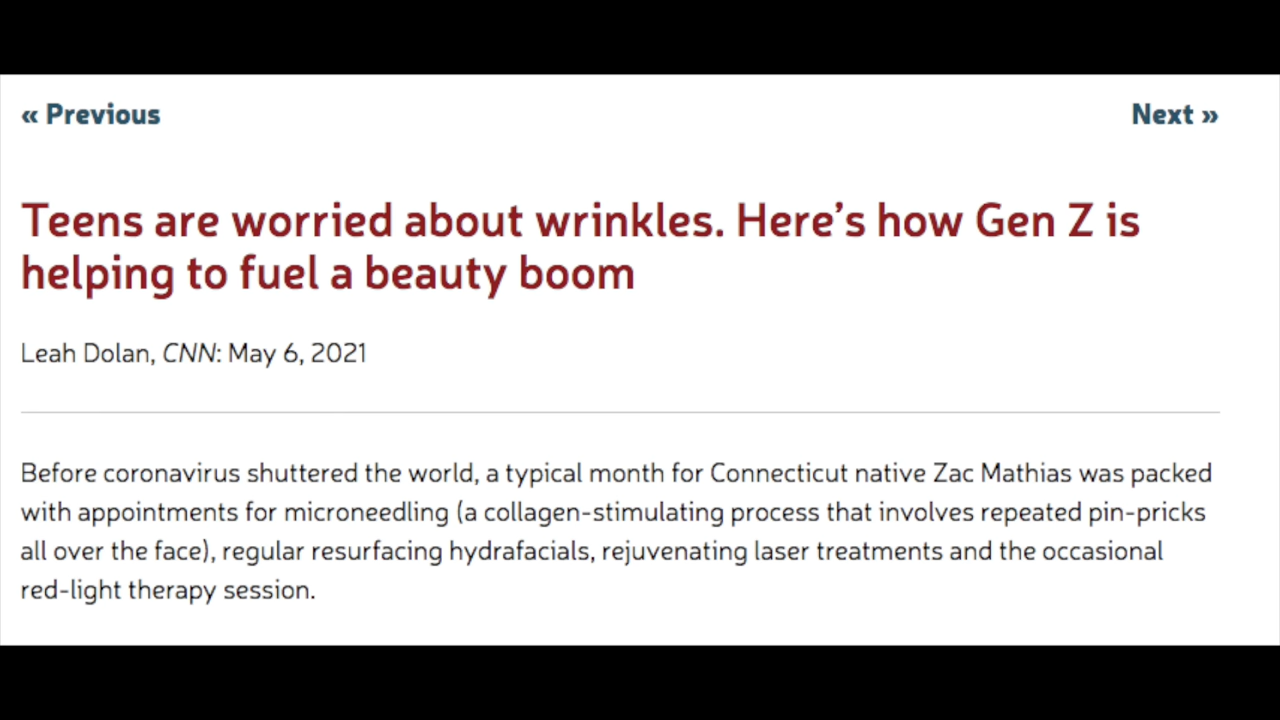 « Previous
Next »
Teens are worried about wrinkles. Here’s how Gen Z is
helping to fuel a beauty boom
Leah Dolan, CNN: May 6, 2021
Before coronavirus shuttered the world, a typical month for Connecticut native Zac Mathias was packed
with appointments for microneedling (a collagen-stimulating process that involves repeated pin-pricks
all over the face), regular resurfacing hydrafacials, rejuvenating laser treatments and the occasional
red-light therapy session.